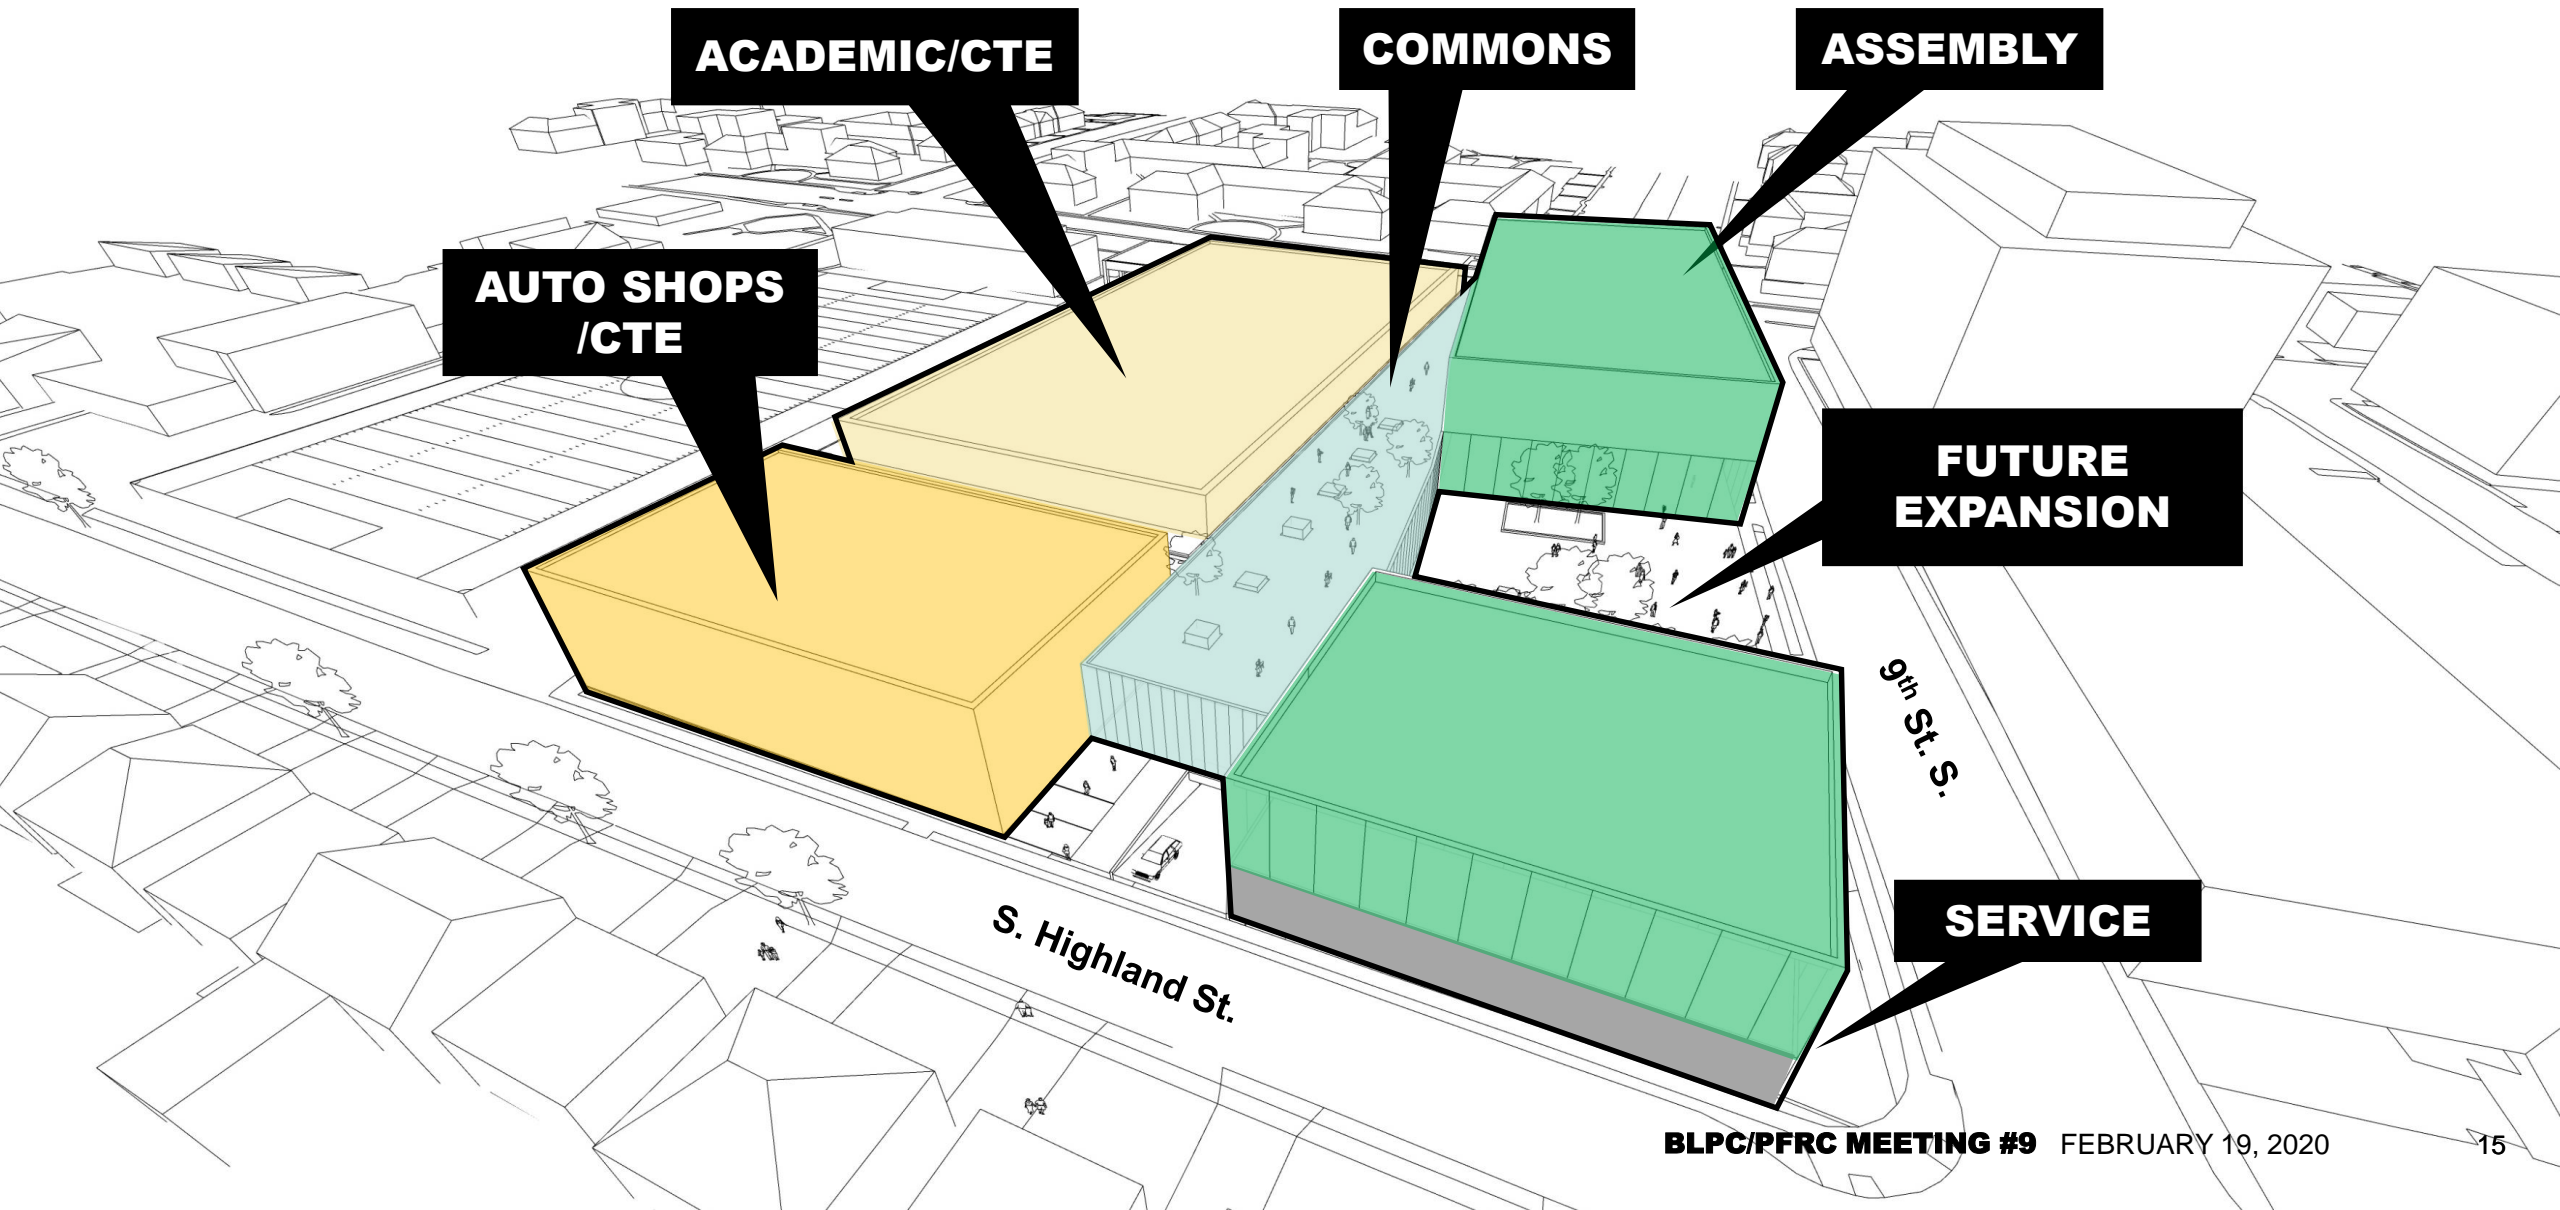 ACADEMIC/CTE
COMMONS
ASSEMBLY
AUTO SHOPS
/CTE
FUTURE
EXPANSION
9th St. S.
SERVICE
S. Highland St.
BLPC/PFRC MEETING #9 FEBRUARY 19, 2020 15